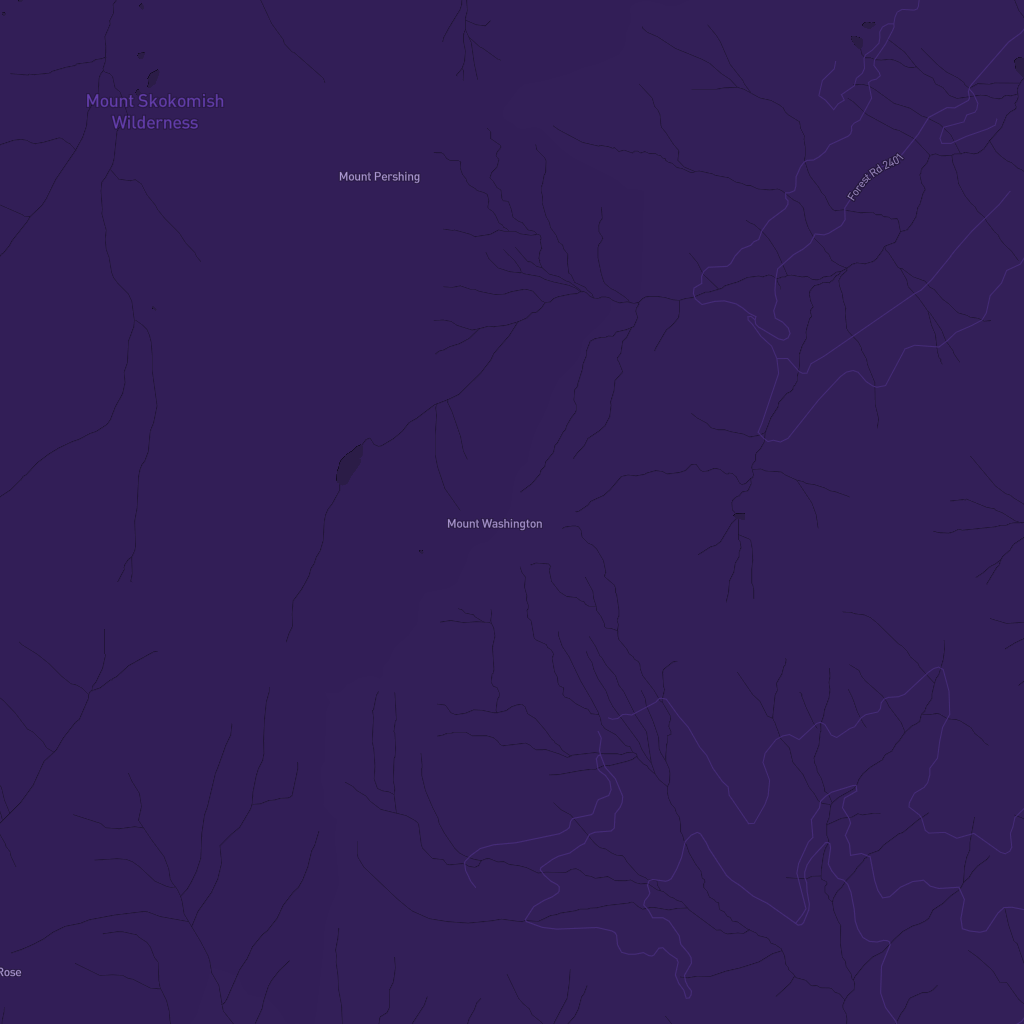 Mount Skokomish
Wilderness
Forest Rd 2401
Mount Pershing
Mount Washington
Rose